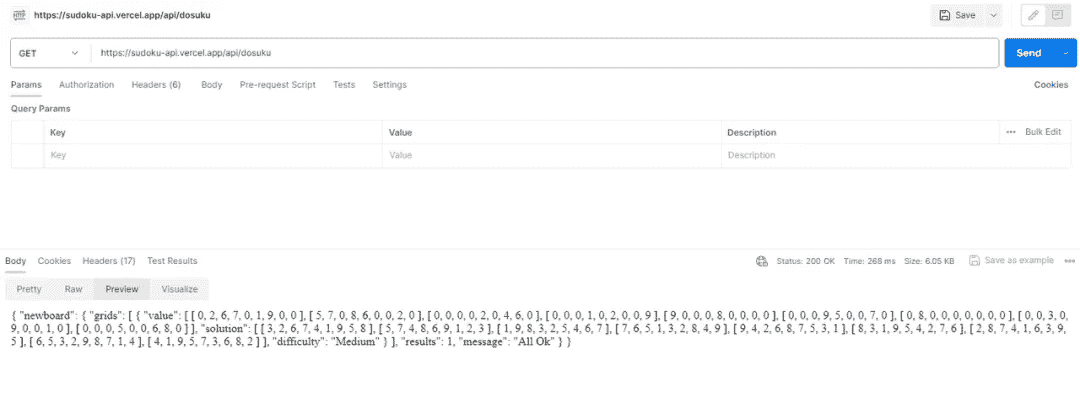 HTTP https://sudoku-api.vercel.app/api/dosuku Save
GET https://sudoku-api.vercel.app/api/dosuku Send
Params Authorization Headers (6) Body Pre-request Script Tests Settings Cookies
Query Params
Key Value Description ••• Bulk Edit
Key Value Description
Body Cookies Headers (17) Test Results Status: 200 OK Time: 268 ms Size: 6.05 KB Save as example •••
Pretty Raw Preview Visualize
{ "newboard": { "grids": [ { "value": [ [ 0, 2, 6, 7, 0, 1, 9, 0, 0 ], [ 5, 7, 0, 8, 6, 0, 0, 2, 0 ], [ 0, 0, 0, 0, 2, 0, 4, 6, 0 ], [ 0, 0, 0, 1, 0, 2, 0, 0, 9 ], [ 9, 0, 0, 0, 8, 0, 0, 0, 0 ], [ 0, 0, 0, 9, 5, 0, 0, 7, 0 ], [ 0, 8, 0, 0, 0, 0, 0, 0, 0 ], [ 0, 0, 3, 0,
9, 0, 0, 1, 0 ], [ 0, 0, 0, 5, 0, 0, 6, 8, 0 ] ], "solution": [ [ 3, 2, 6, 7, 4, 1, 9, 5, 8 ], [ 5, 7, 4, 8, 6, 9, 1, 2, 3 ], [ 1, 9, 8, 3, 2, 5, 4, 6, 7 ], [ 7, 6, 5, 1, 3, 2, 8, 4, 9 ], [ 9, 4, 2, 6, 8, 7, 5, 3, 1 ], [ 8, 3, 1, 9, 5, 4, 2, 7, 6 ], [ 2, 8, 7, 4, 1, 6, 3, 9,
5 ], [ 6, 5, 3, 2, 9, 8, 7, 1, 4 ], [ 4, 1, 9, 5, 7, 3, 6, 8, 2 ] ], "difficulty": "Medium" } ], "results": 1, "message": "All Ok" } }